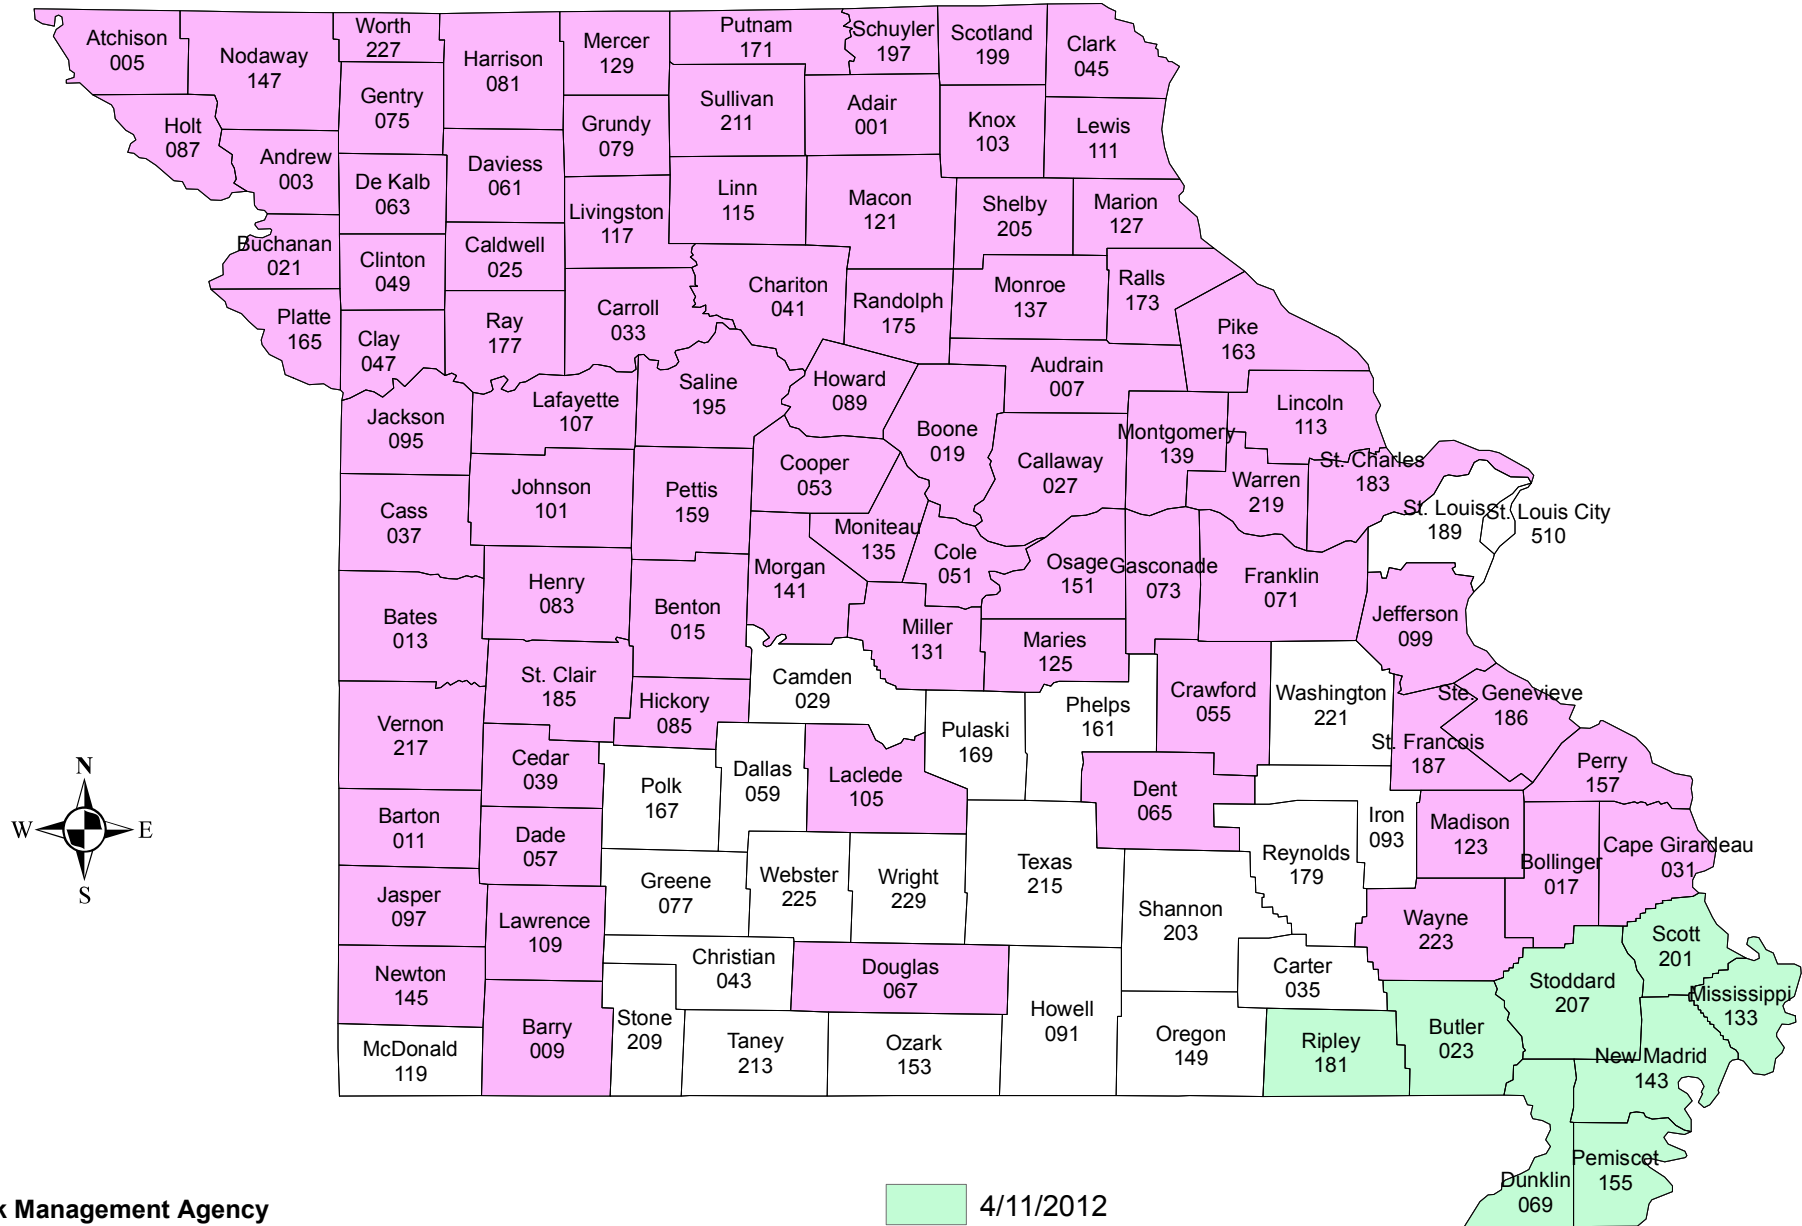 Atchison
005
Nodaway
147
Worth
227
Harrison
081
Mercer
129
Putnam
171
Schuyler
197
Scotland
199
Clark
045
Gentry
075
Sullivan
211
Adair
001
Knox
103
Lewis
111
Holt
087
Andrew
003
De Kalb
063
Daviess
061
Grundy
079
Livingston
117
Linn
115
Macon
121
Shelby
205
Marion
127
Buchanan
021
Clinton
049
Caldwell
025
Chariton
041
Randolph
175
Monroe
137
Ralls
173
Platte
165
Clay
047
Ray
177
Carroll
033
Pike
163
Audrain
007
Saline
195
Howard
089
Jackson
095
Lafayette
107
Boone
019
Lincoln
113
Montgomery
139
Cooper
053
Callaway
027
Warren
219
St. Charles
183
Cass
037
Johnson
101
Pettis
159
Moniteau
135
Cole
051
St. Louis
189
St. Louis City
510
Morgan
141
Osage
151
Gasconade
073
Franklin
071
Jefferson
099
Bates
013
Henry
083
Benton
015
Miller
131
Maries
125
Camden
029
St. Clair
185
Hickory
085
Crawford
055
Washington
221
Ste. Genevieve
186
Vernon
217
Phelps
161
Pulaski
169
St. Francois
187
Perry
157
Cedar
039
Polk
167
Dallas
059
Laclede
105
Dent
065
N
W
E
S
Barton
011
Dade
057
Iron
093
Madison
123
Bollinger
017
Cape Girardeau
031
Reynolds
179
Greene
077
Webster
225
Wright
229
Texas
215
Shannon
203
Jasper
097
Lawrence
109
Wayne
223
Newton
145
Christian
043
Douglas
067
Carter
035
Scott
201
Stoddard
207
Mississippi
133
McDonald
119
Barry
009
Stone
209
Taney
213
Ozark
153
Howell
091
Oregon
149
Ripley
181
Butler
023
New Madrid
143
Dunklin
069
Pemiscot
155
k Management Agency
4/11/2012